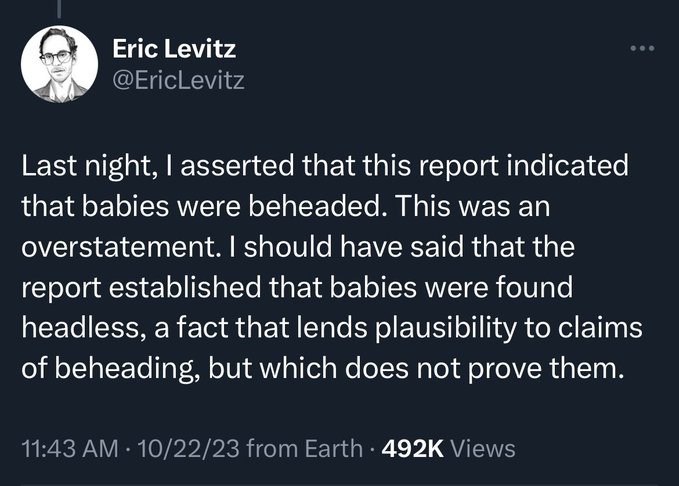 Eric Levitz
@EricLevitz
Last night, I asserted that this report indicated
that babies were beheaded. This was an
overstatement. I should have said that the
report established that babies were found
headless, a fact that lends plausibility to claims
of beheading, but which does not prove them.
11:43 AM · 10/22/23 from Earth · 492K Views